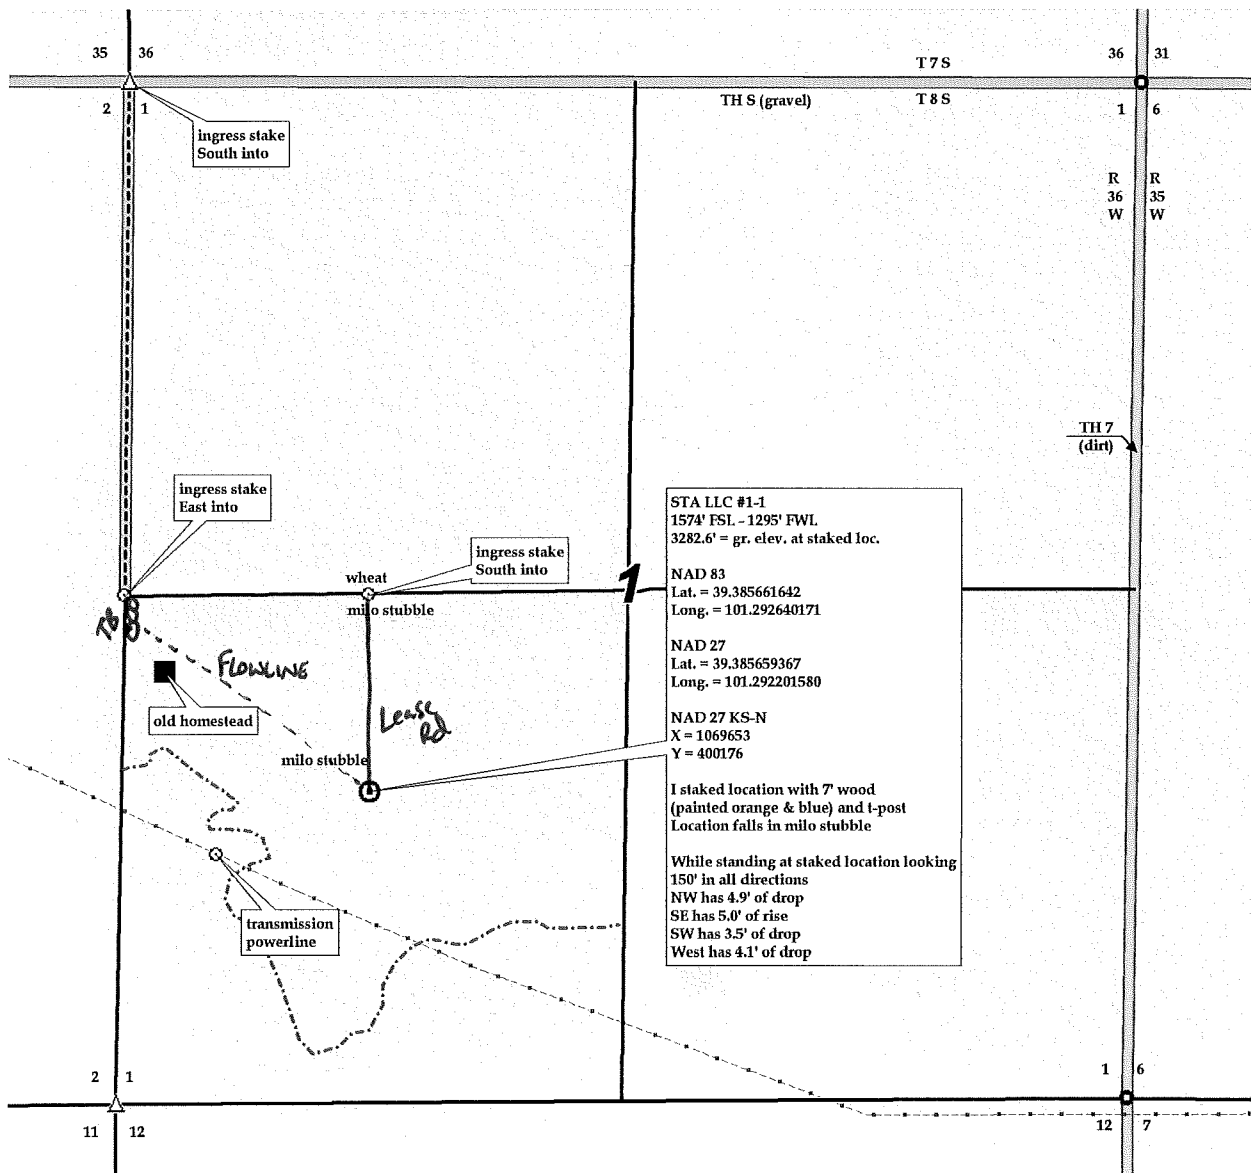 35 36
36 31
T 7 S
2 1
TH S (gravel)
T 8 S
1 6
ingress stake
South into
R R
36 35
W W
TH 7
(dirt)
ingress stake
East into
STA LLC #1-1
1574' FSL - 1295' FWL
3282.6' = gr. elev. at staked loc.
NAD 83
Lat. = 39.385661642
Long. = 101.292640171
NAD 27
Lat. = 39.385659367
Long. = 101.292201580
NAD 27 KS-N
X = 1069653
Y = 400176
I staked location with 7' wood
(painted orange & blue) and t-post
Location falls in milo stubble
While standing at staked location looking
150' in all directions
NW has 4.9' of drop
SE has 5.0' of rise
SW has 3.5' of drop
West has 4.1' of drop
ingress stake
South into
wheat
milo stubble
1
FLOWLINE
old homestead
Lease
Rd
milo stubble
transmission
powerline
2 1
1 6
11 12
12 7